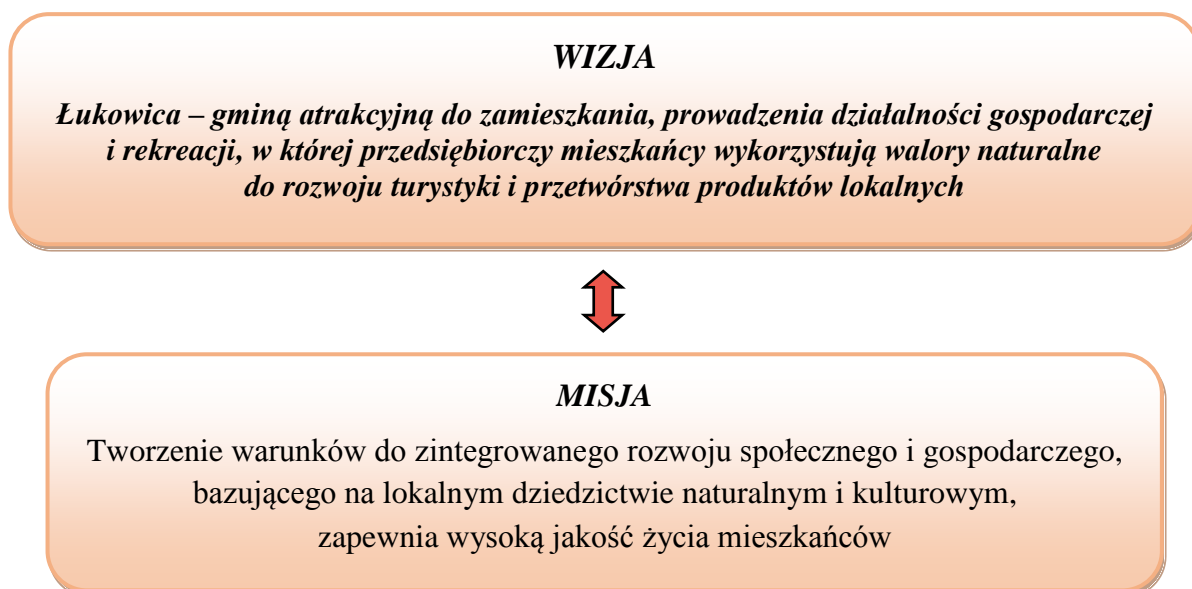 WIZJA
Łukowica – gminą atrakcyjną do zamieszkania, prowadzenia działalności gospodarczej
i rekreacji, w której przedsiębiorczy mieszkańcy wykorzystują walory naturalne
do rozwoju turystyki i przetwórstwa produktów lokalnych
MISJA
Tworzenie warunków do zintegrowanego rozwoju społecznego i gospodarczego,
bazującego na lokalnym dziedzictwie naturalnym i kulturowym,
zapewnia wysoką jakość życia mieszkańców